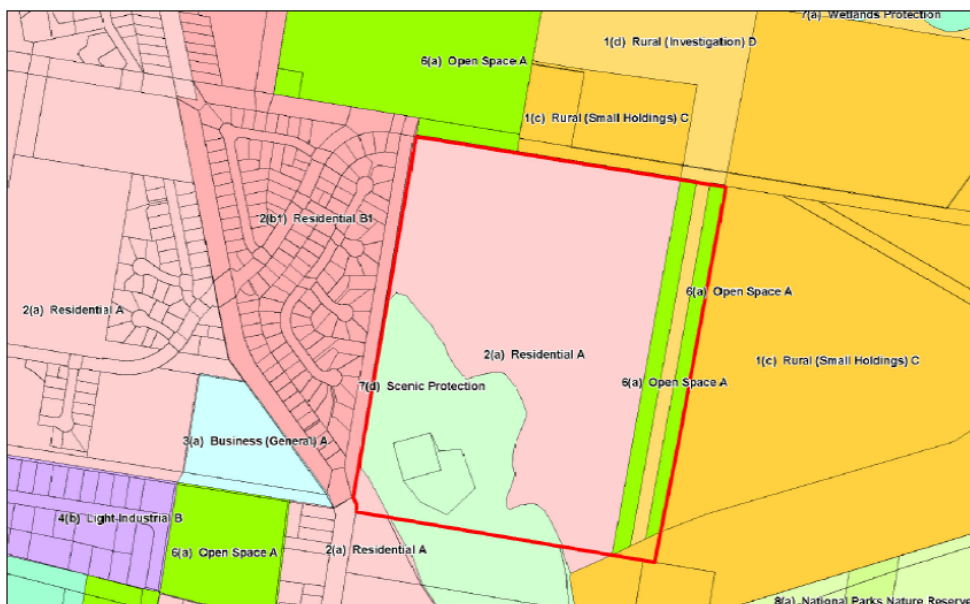 7(a) Wetlands Protection
1(d) Rural (Investigation) D
6(a) Open Space A
1(c) Rural (Small Holdings) C
2(b1) Residential B1
6(a) Open Space A
2(a) Residential A
2(a) Residential A
1(c) Rural (Small Holdings) C
7(d) Scenic Protection
6(a) Open Space A
3(a) Business (General) A
4(b) Light Industrial B
6(a) Open Space A
2(a) Residential A
8(a) National Parks Nature Reserve